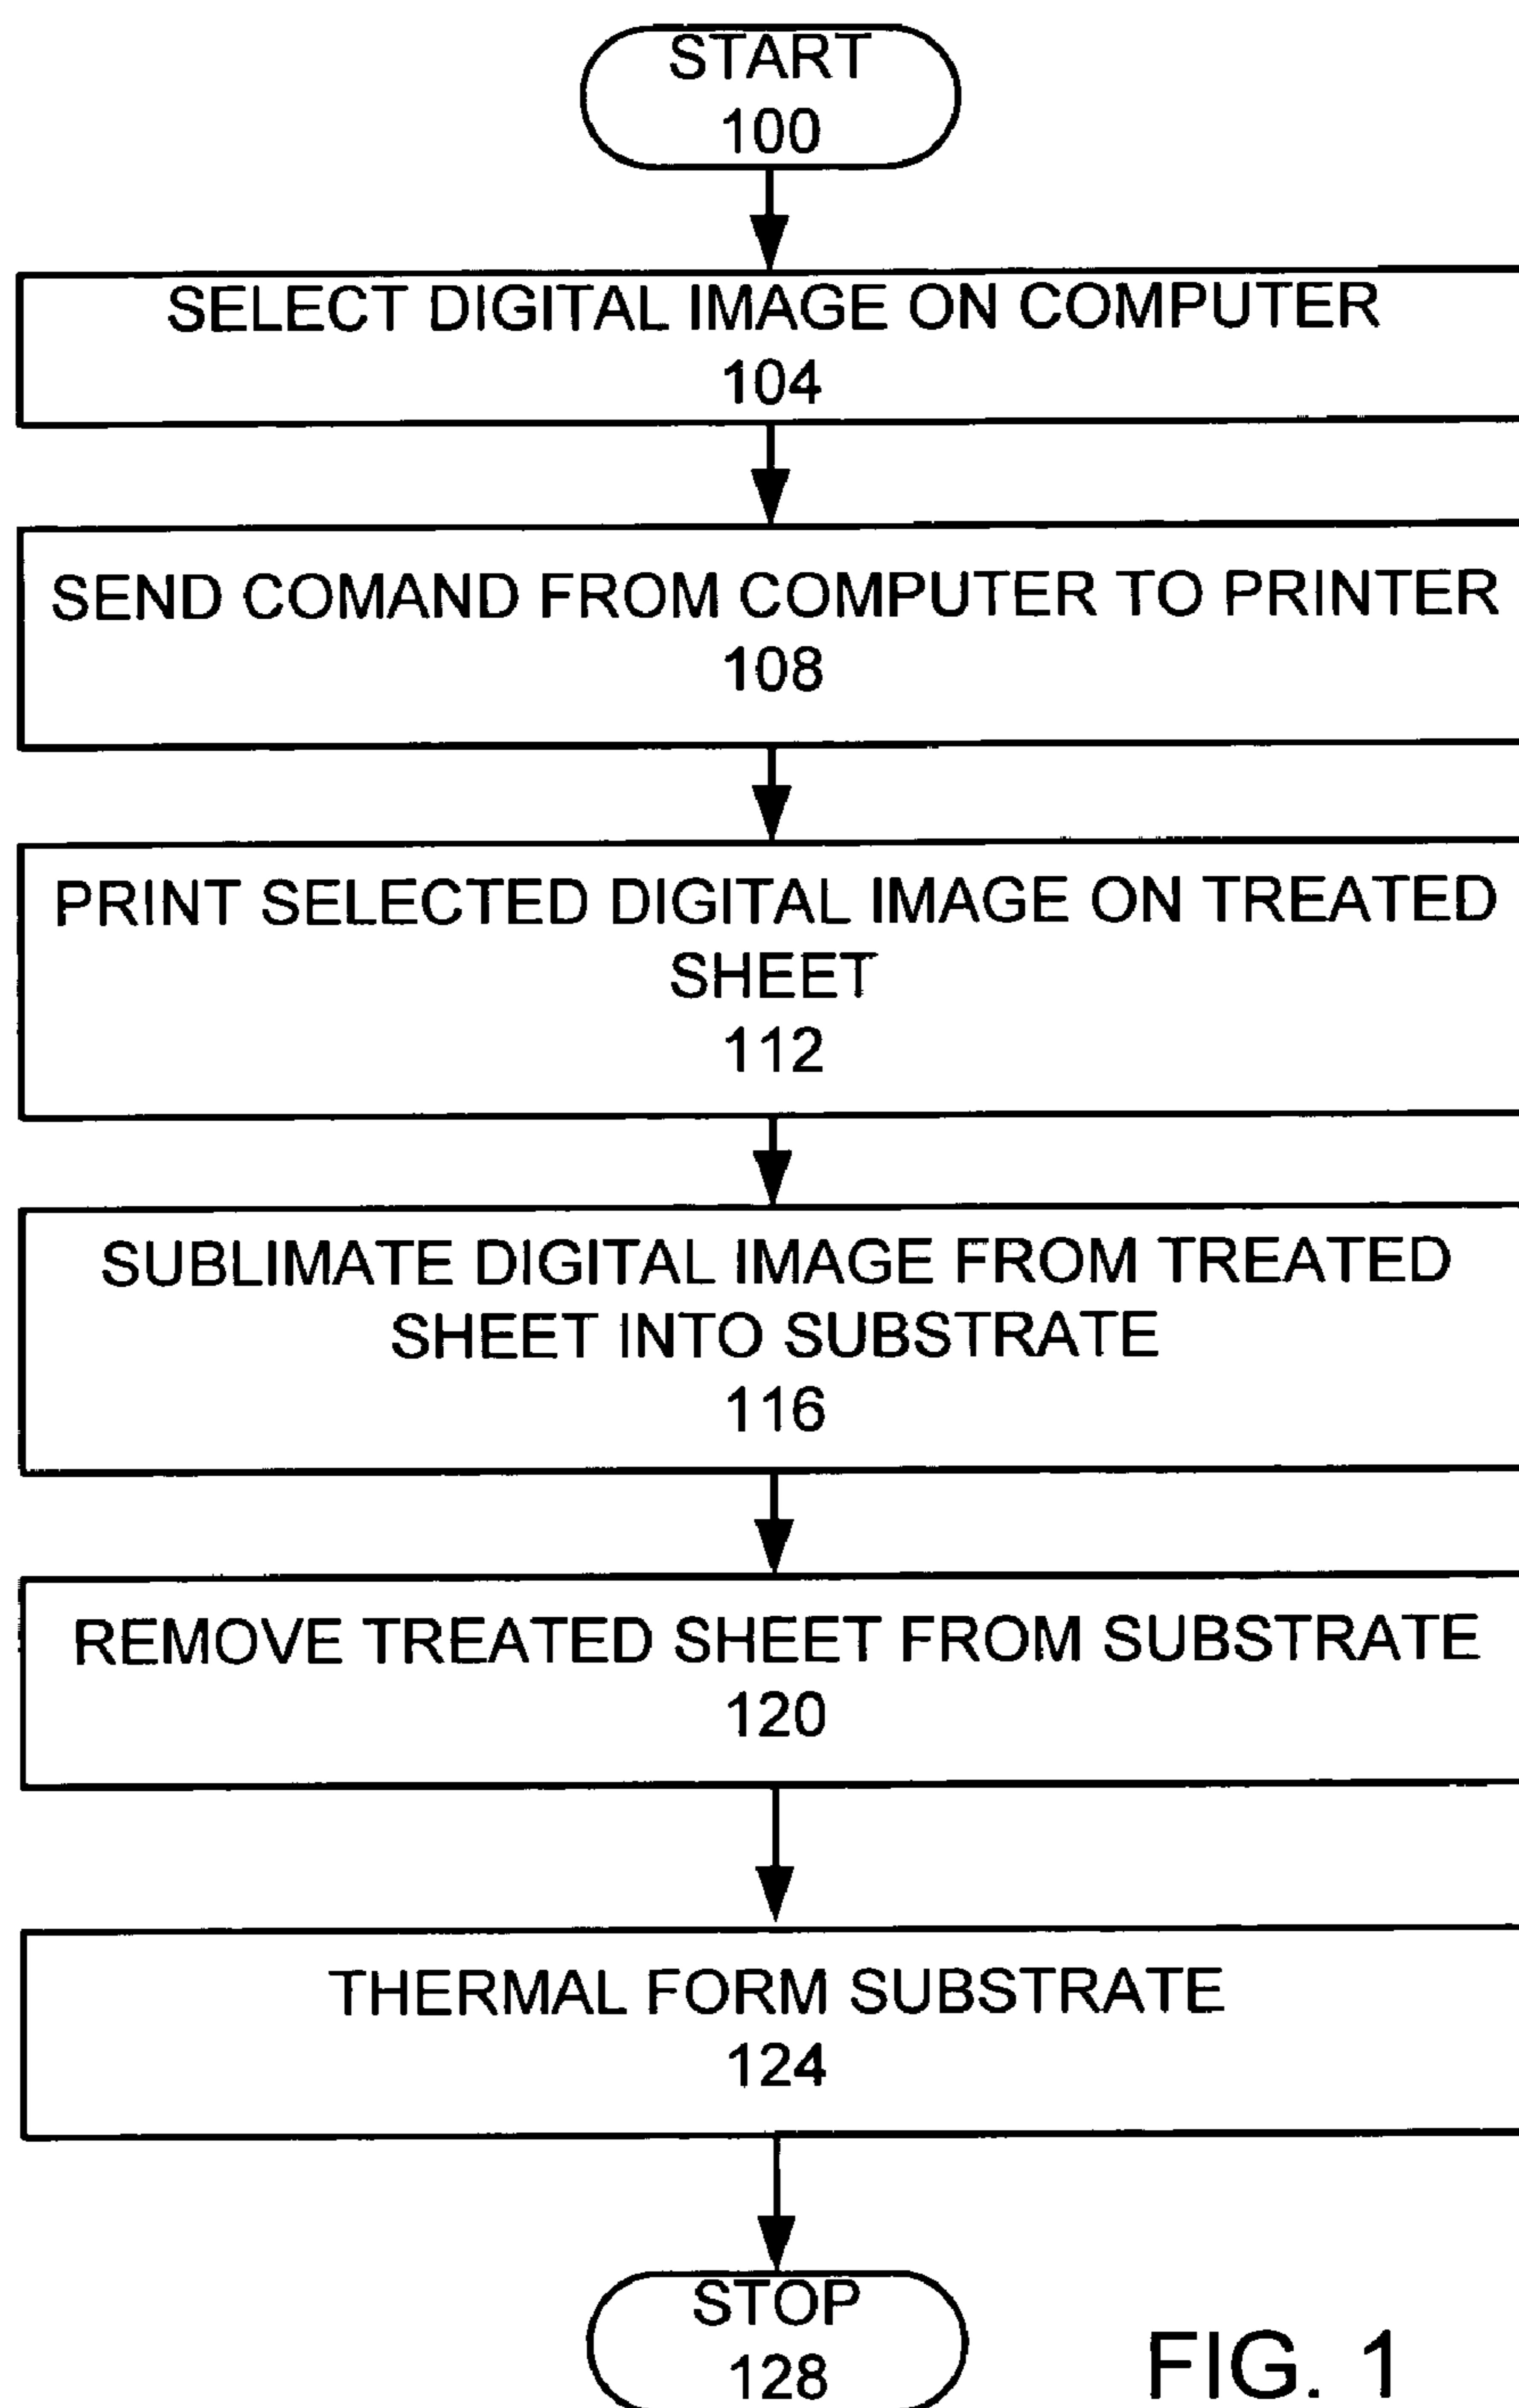 START
100
SELECT DIGITAL IMAGE ON COMPUTER
104
SEND COMAND FROM COMPUTER TO PRINTER
108
PRINT SELECTED DIGITAL IMAGE ON TREATED
SHEET
112
SUBLIMATE DIGITAL IMAGE FROM TREATED
SHEET INTO SUBSTRATE
116
REMOVE TREATED SHEET FROM SUBSTRATE
120
THERMAL FORM SUBSTRATE
124
STOP
128
FIG. 1